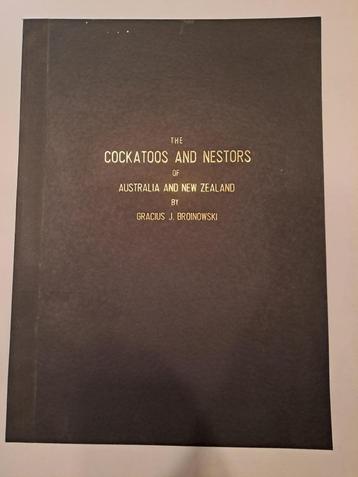 THE
COCKATOOS AND NESTORS
OF
AUSTRALIA AND NEW ZEALAND
BY
GRACIUS J. BROINOWSKI